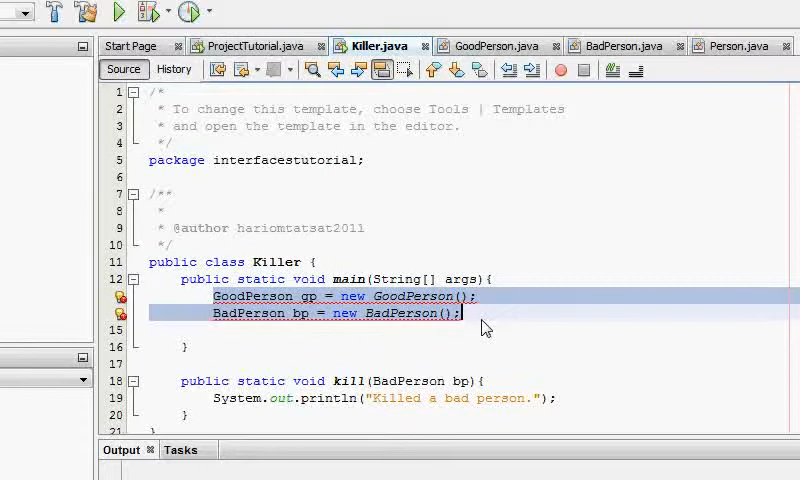 Start Page ProjectTutorial.java Killer.java GoodPerson.java BadPerson.java Person.java
Source History
1 /*
2 * To change this template, choose Tools | Templates
3 * and open the template in the editor.
4 */
5 package interfacestutorial;
6
7 /**
8 *
9 * @author hariomtatsat2011
10 */
11 public class Killer {
12 public static void main(String[] args){
GoodPerson gp = new GoodPerson();
BadPerson bp = new BadPerson();
15
16 }
17
18 public static void kill(BadPerson bp){
19 System.out.println("Killed a bad person.");
20 }
21 }
Output Tasks